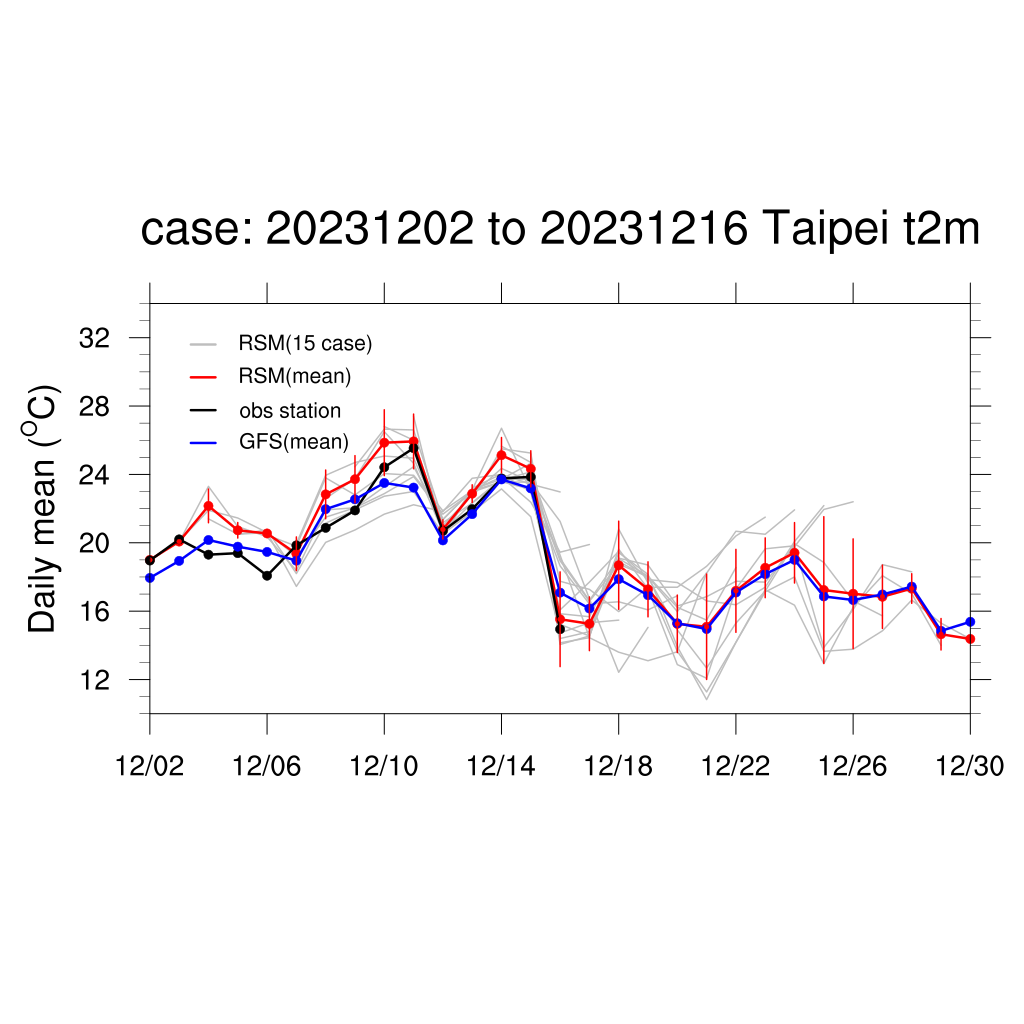 case: 20231202 to 20231216 Taipei t2m
Daily mean (°C)
32
28
24
20
16
12
RSM(15 case)
RSM(mean)
obs station
GFS(mean)
12/02 12/06 12/10 12/14 12/18 12/22 12/26 12/30